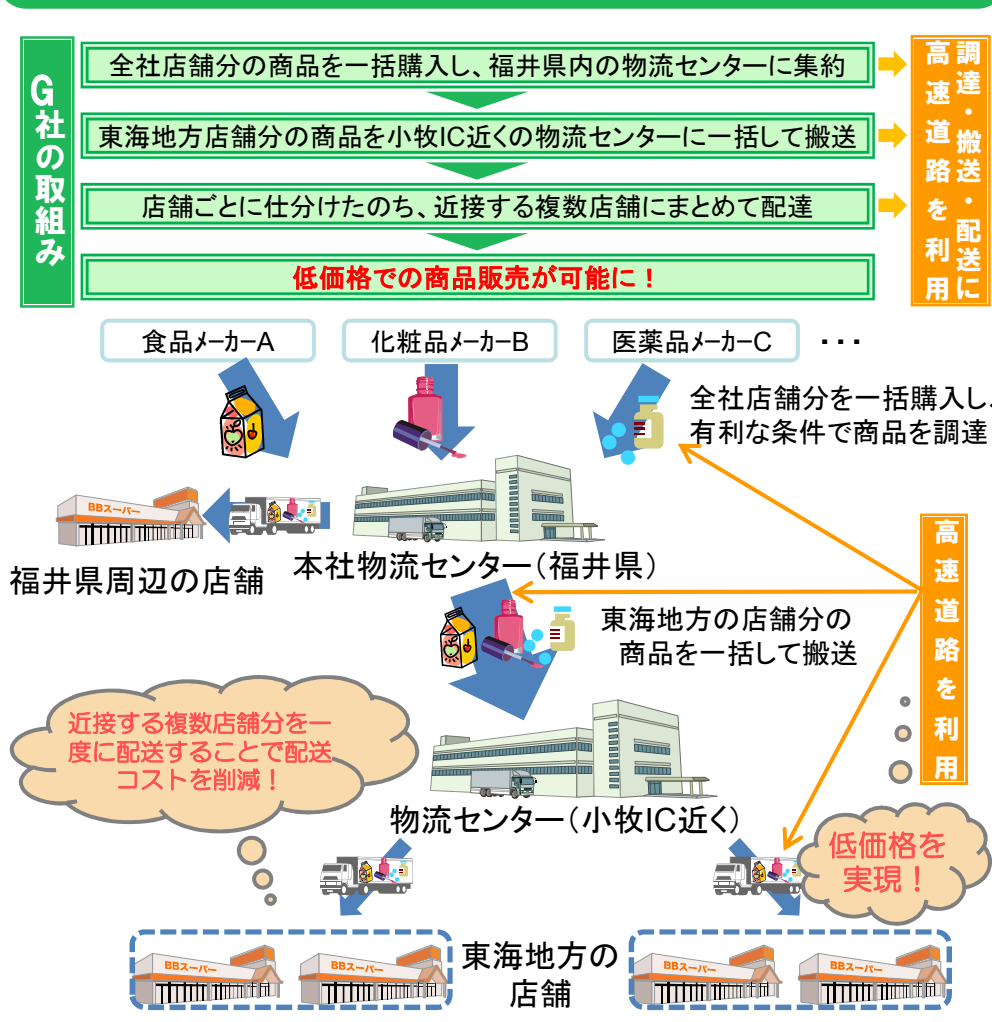 G社の取組み
全社店舗分の商品を一括購入し、福井県内の物流センターに集約
東海地方店舗分の商品を小牧IC近くの物流センターに一括して搬送
店舗ごとに仕分けたのち、近接する複数店舗にまとめて配達
低価格での商品販売が可能に！
調達・搬送・配送に
高速道路を利用
食品メーカーA
化粧品メーカーB
医薬品メーカーC
・・・
全社店舗分を一括購入し、
有利な条件で商品を調達
BBスーパー
福井県周辺の店舗
本社物流センター（福井県）
高速道路を利用
東海地方の店舗分の
商品を一括して搬送
近接する複数店舗分を一
度に配送することで配送
コストを削減！
物流センター（小牧IC近く）
低価格を
実現！
BBスーパー
BBスーパー
東海地方の
店舗
BBスーパー
BBスーパー